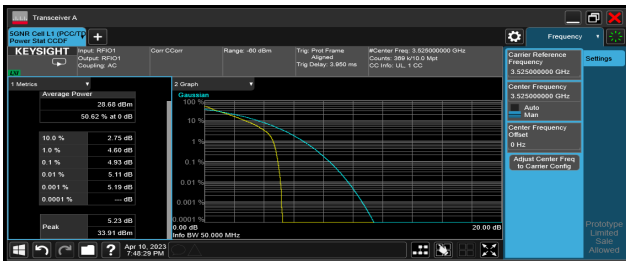 Transceiver A
5GNR Cell L1 (PCC/TD
Power Stat CCDF
Frequency
KEYSIGHT
Input: RFIO1
Output: RFIO1
Coupling: AC
Corr CCorr
Range: -60 dBm
Trig: Prot Frame
Aligned
Trig Delay: 3.950 ms
#Center Freq: 3.525000000 GHz
Counts: 369 k/10.0 Mpt
CC Info: UL, 1 CC
1 Metrics
Average Power
28.68 dBm
50.62 % at 0 dB
10.0 % 2.75 dB
1.0 % 4.60 dB
0.1 % 4.93 dB
0.01 % 5.11 dB
0.001 % 5.19 dB
0.0001 % --- dB
Peak
5.23 dB
33.91 dBm
2 Graph
Gaussian
100 %
10 %
1 %
0.1 %
0.01 %
0.001 %
0.0001 %
0.00 dB
20.00 dB
Info BW 50.000 MHz
Carrier Reference
Frequency
3.525000000 GHz
Center Frequency
3.525000000 GHz
Auto
Man
Center Frequency
Offset
0 Hz
Adjust Center Freq
to Carrier Config
Settings
Prototype
Limited
Sale
Allowed
Apr 10, 2023
7:48:29 PM